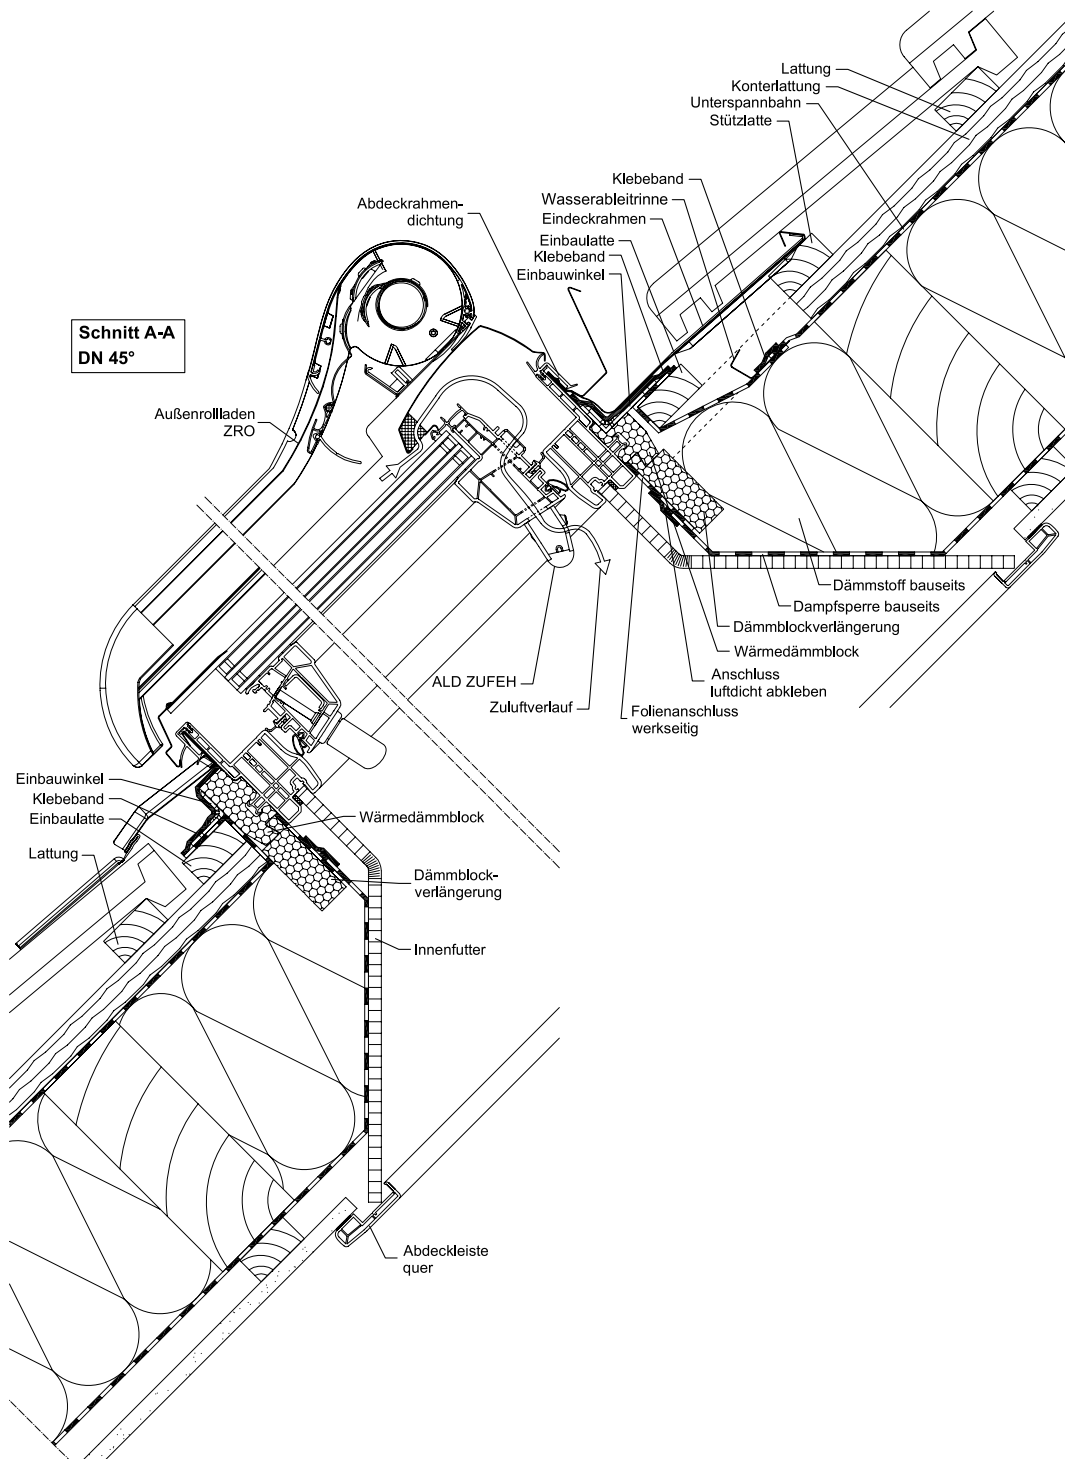 Lattung
Konterlattung
Unterspannbahn
Stützlatte
Klebeband
Wasserableitrinne
Eindeckrahmen
Einbaulatte
Klebeband
Einbauwinkel
Abdeckrahmen-
dichtung
Schnitt A-A
DN 45°
Außenrollladen
ZRO
Dämmstoff bauseits
Dampfsperre bauseits
Dämmblockverlängerung
Wärmedämmblock
Anschluss
luftdicht abkleben
Folienanschluss
werkseitig
ALD ZUFEH
Zuluftverlauf
Einbauwinkel
Klebeband
Einbaulatte
Lattung
Wärmedämmblock
Dämmblock-
verlängerung
Innenfutter
Abdeckleiste
quer